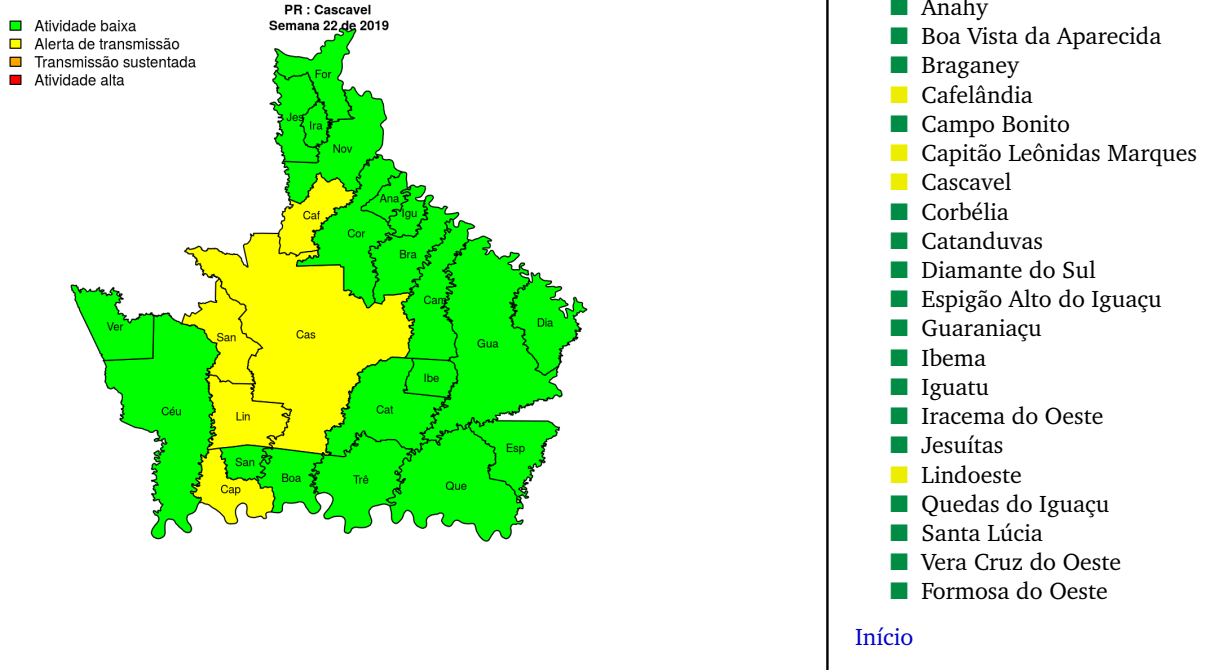 PR : Cascavel
Semana 22 de 2019
Atividade baixa
Alerta de transmissão
Transmissão sustentada
Atividade alta
For
Jes
Ira
Nov
Ana
Igu
Caf
Cor
Bra
Cam
Ver
San
Cas
Dia
Gua
Ibe
Céu
Lin
Cat
San
Esp
Cap
Boa
Trê
Que
Anahy
Boa Vista da Aparecida
Braganey
Cafelândia
Campo Bonito
Capitão Leônidas Marques
Cascavel
Corbélia
Catanduvas
Diamante do Sul
Espigão Alto do Iguaçu
Guaraniaçu
Ibema
Iguatu
Iracema do Oeste
Jesuítas
Lindoeste
Quedas do Iguaçu
Santa Lúcia
Vera Cruz do Oeste
Formosa do Oeste
Início